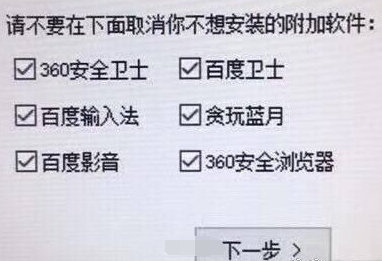 请不要在下面取消你不想安装的附加软件：
360安全卫士 百度卫士
百度输入法 贪玩蓝月
百度影音 360安全浏览器
下一步 >